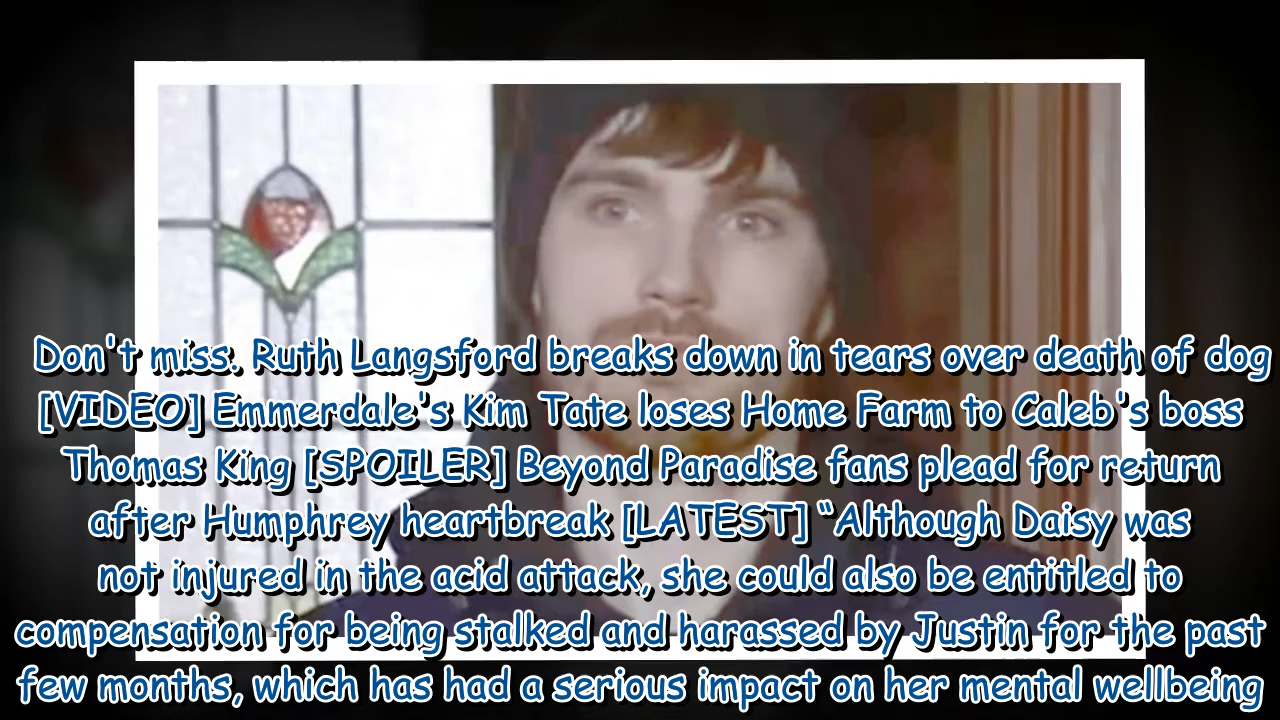 Don't miss. Ruth Langsford breaks down in tears over death of dog
[VIDEO] Emmerdale's Kim Tate loses Home Farm to Caleb's boss
Thomas King [SPOILER] Beyond Paradise fans plead for return
after Humphrey heartbreak [LATEST] “Although Daisy was
not injured in the acid attack, she could also be entitled to
compensation for being stalked and harassed by Justin for the past
few months, which has had a serious impact on her mental wellbeing